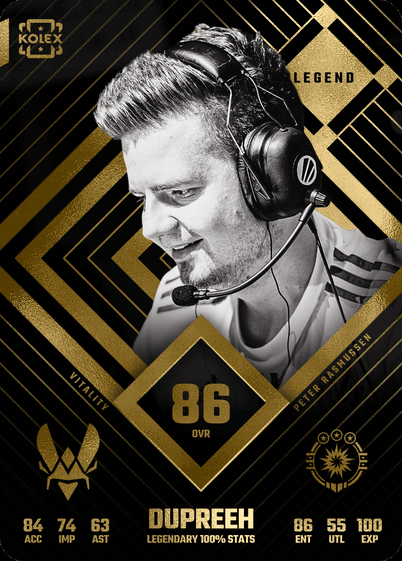 KOLEX
LEGEND
VITALITY
PETER RASMUSSEN
86
OVR
DUPREEH
LEGENDARY 100% STATS
84 74 63
ACC IMP AST
86 55 100
ENT UTL EXP